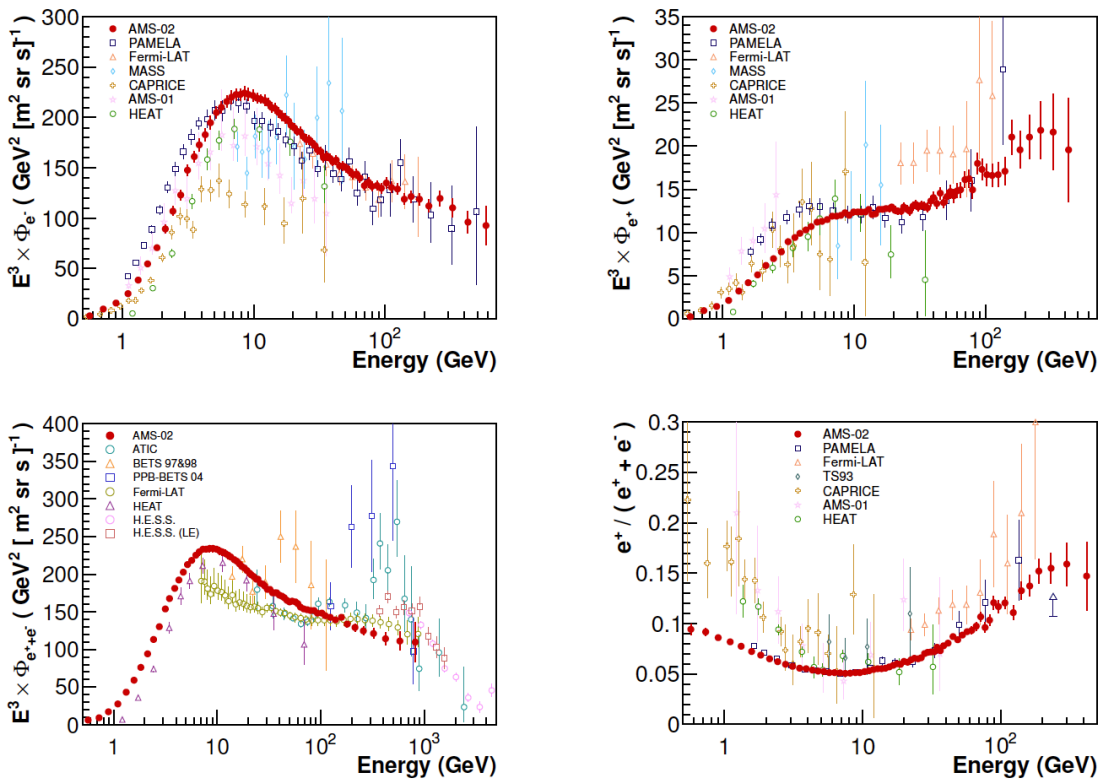 E³ × Φe⁻ ( GeV² [m² sr s]⁻¹ )
300
250
200
150
100
50
0
AMS-02
PAMELA
Fermi-LAT
MASS
CAPRICE
AMS-01
HEAT
1 10 10²
Energy (GeV)
E³ × Φe⁺ ( GeV² [m² sr s]⁻¹ )
35
30
25
20
15
10
5
0
AMS-02
PAMELA
Fermi-LAT
MASS
CAPRICE
AMS-01
HEAT
1 10 10²
Energy (GeV)
E³ × Φe⁺+e⁻ ( GeV² [ m² sr s]⁻¹ )
400
350
300
250
200
150
100
50
0
AMS-02
ATIC
BETS 97&98
PPB-BETS 04
Fermi-LAT
HEAT
H.E.S.S.
H.E.S.S. (LE)
1 10 10² 10³
Energy (GeV)
e⁺ / ( e⁺ + e⁻ )
0.3
0.25
0.2
0.15
0.1
0.05
0
AMS-02
PAMELA
Fermi-LAT
TS93
CAPRICE
AMS-01
HEAT
1 10 10²
Energy (GeV)